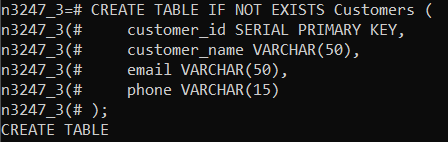 n3247_3=# CREATE TABLE IF NOT EXISTS Customers (
n3247_3(#     customer_id SERIAL PRIMARY KEY,
n3247_3(#     customer_name VARCHAR(50),
n3247_3(#     email VARCHAR(50),
n3247_3(#     phone VARCHAR(15)
n3247_3(# );
CREATE TABLE